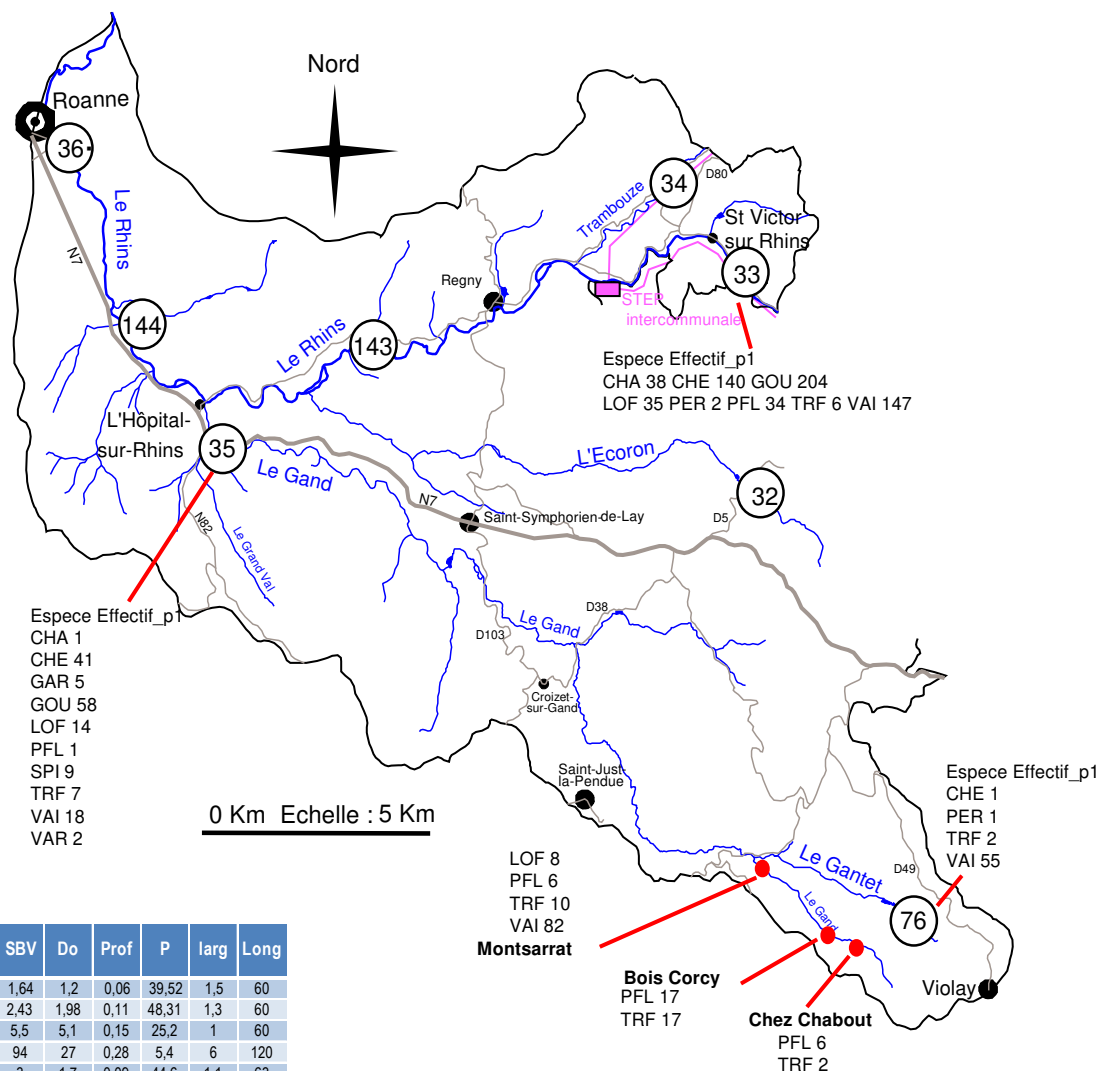 Nord
Roanne
36
Le Rhins
N7
144
34
Trambouze
D80
St Victor
sur Rhins
33
Regny
STEP
intercommunale
Le Rhins
143
Espece Effectif_p1
CHA 38 CHE 140 GOU 204
LOF 35 PER 2 PFL 34 TRF 6 VAI 147
L'Hôpital-
sur-Rhins
35
Le Gand
L'Ecoron
32
N7
Saint-Symphorien-de-Lay
D5
N82
Le Grand Val
Espece Effectif_p1
CHA 1
CHE 41
GAR 5
GOU 58
LOF 14
PFL 1
SPI 9
TRF 7
VAI 18
VAR 2
D38
Le Gand
D103
Croizet-
sur-Gand
Saint-Just-
la-Pendue
0 Km Echelle : 5 Km
Espece Effectif_p1
CHE 1
PER 1
TRF 2
VAI 55
LOF 8
PFL 6
TRF 10
VAI 82
Montsarrat
Le Gantet
D49
Le Gand
76
Bois Corcy
PFL 17
TRF 17
Violay
Chez Chabout
PFL 6
TRF 2
SBV Do Prof P larg Long
1,64 1,2 0,06 39,52 1,5 60
2,43 1,98 0,11 48,31 1,3 60
5,5 5,1 0,15 25,2 1 60
94 27 0,28 5,4 6 120